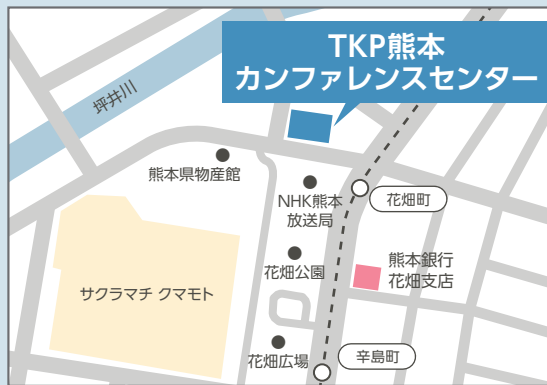 TKP熊本
カンファレンスセンター
坪井川
熊本県物産館
NHK熊本
放送局
花畑町
花畑公園
熊本銀行
花畑支店
サクラマチ クマモト
花畑広場
辛島町